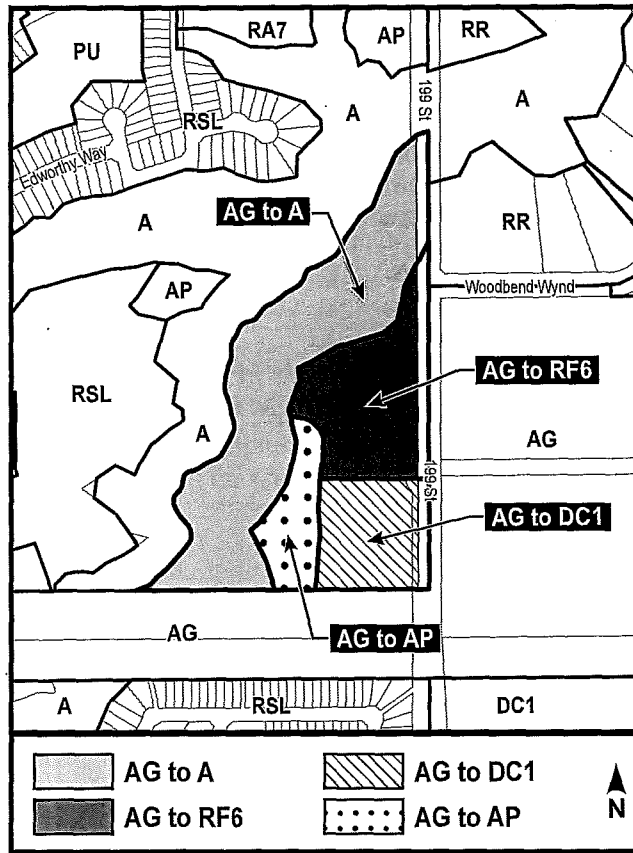 PU
RA7
AP
RR
199 St
A
A
RSL
Edworthy Way
AG to A
A
RR
AP
Woodbend Wynd
RSL
AG to RF6
A
AG
199 St
AG to DC1
AG
AG to AP
A
RSL
DC1
AG to A
AG to DC1
AG to RF6
AG to AP
N